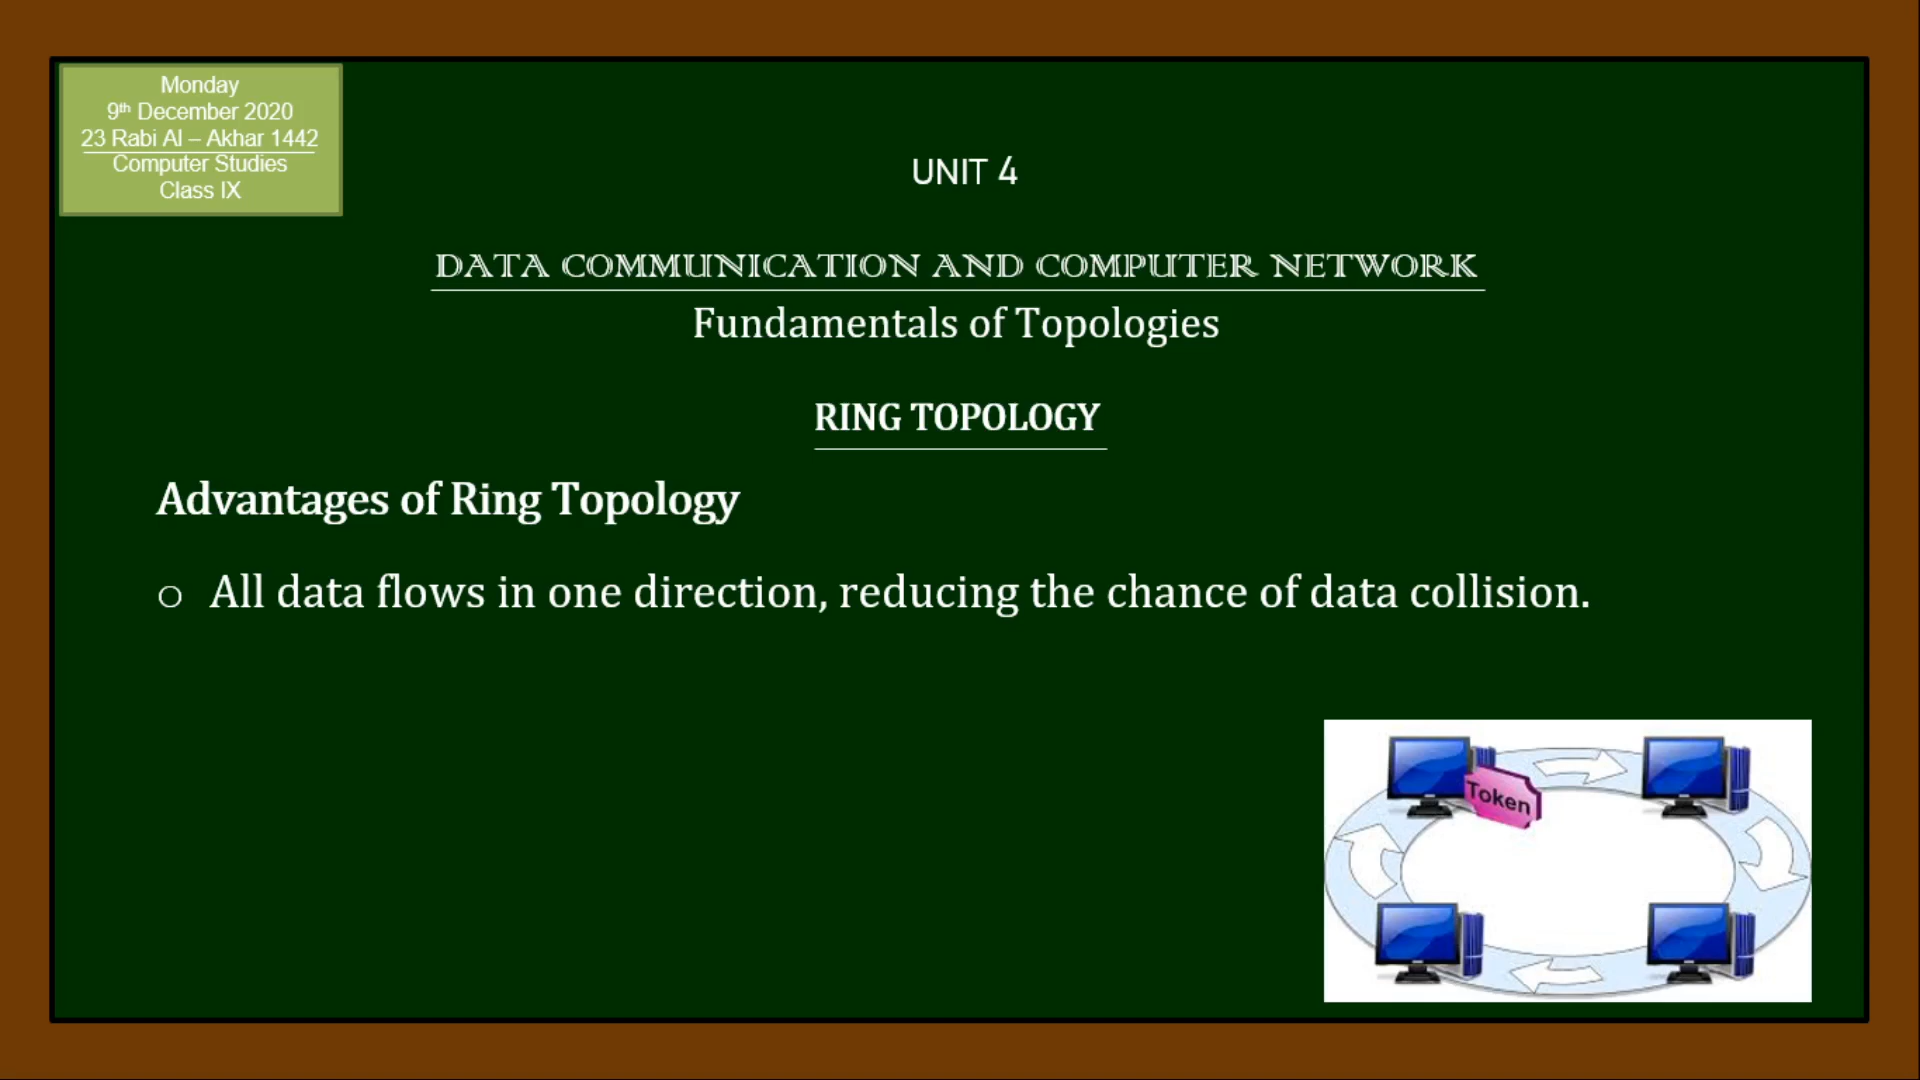 Monday
9th December 2020
23 Rabi Al – Akhar 1442
Computer Studies
Class IX
UNIT 4
DATA COMMUNICATION AND COMPUTER NETWORK
Fundamentals of Topologies
RING TOPOLOGY
Advantages of Ring Topology
o All data flows in one direction, reducing the chance of data collision.
Token